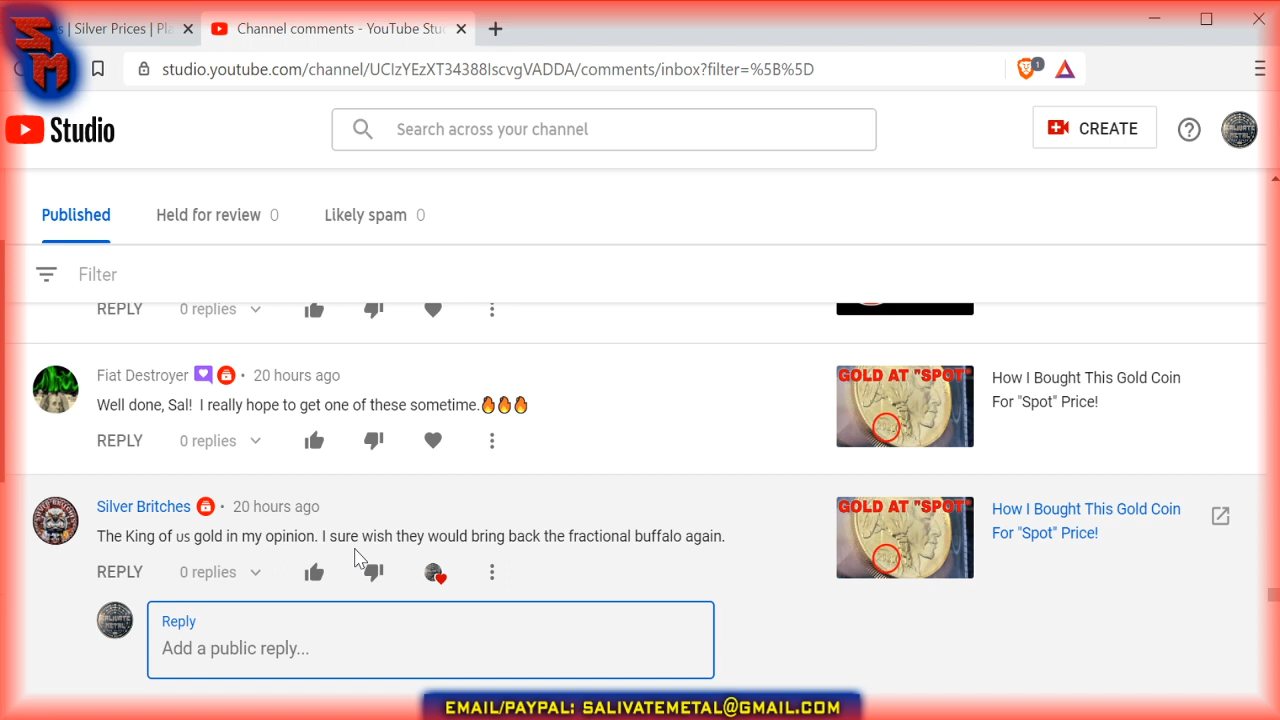 | Silver Prices | Pla
Channel comments - YouTube Stu
SM
studio.youtube.com/channel/UCIzYEzXT34388IscvgVADDA/comments/inbox?filter=%5B%5D
1
Studio
Search across your channel
CREATE
Published
Held for review 0
Likely spam 0
Filter
REPLY 0 replies
Fiat Destroyer • 20 hours ago
Well done, Sal! I really hope to get one of these sometime.🔥🔥🔥
REPLY 0 replies
GOLD AT "SPOT"
How I Bought This Gold Coin
For "Spot" Price!
Silver Britches • 20 hours ago
The King of us gold in my opinion. I sure wish they would bring back the fractional buffalo again.
REPLY 0 replies
GOLD AT "SPOT"
How I Bought This Gold Coin
For "Spot" Price!
Reply
Add a public reply...
EMAIL/PAYPAL: SALIVATEMETAL@GMAIL.COM